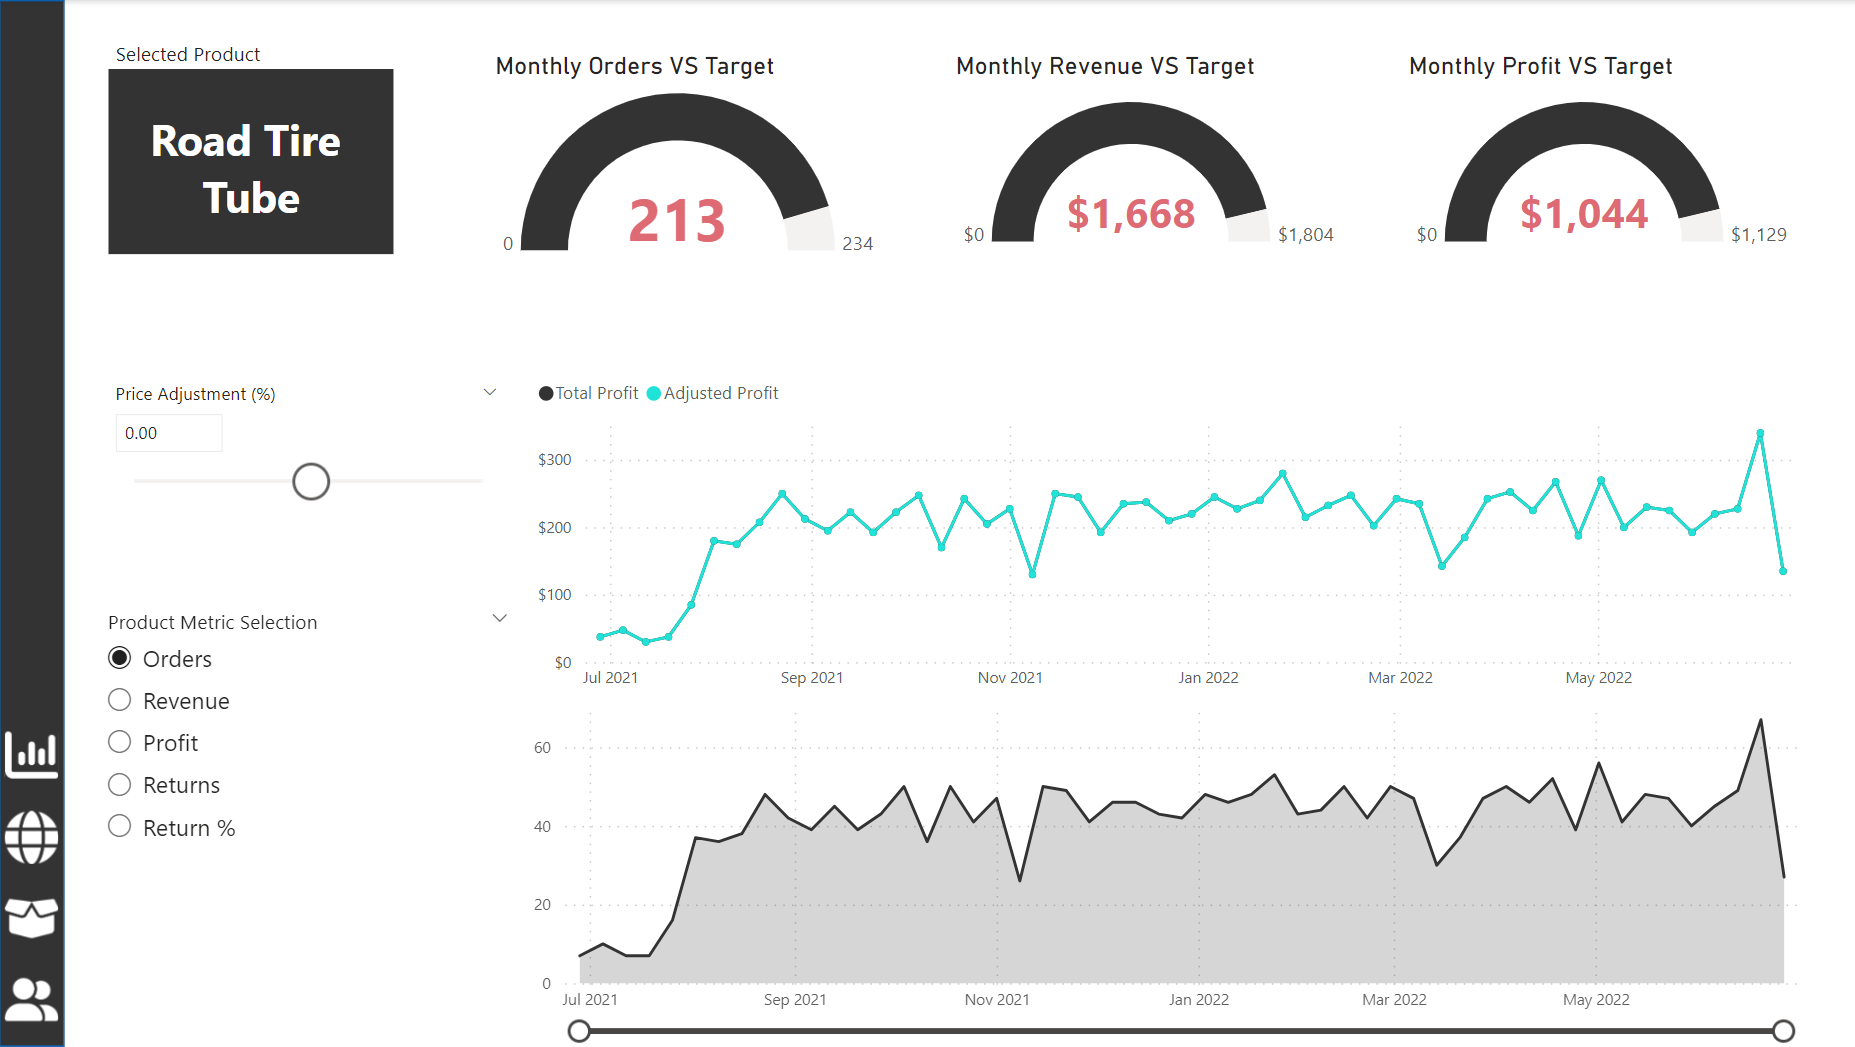 Selected Product
Road Tire
Tube
Monthly Orders VS Target
213
0
234
Monthly Revenue VS Target
$1,668
$0
$1,804
Monthly Profit VS Target
$1,044
$0
$1,129
Price Adjustment (%)
0.00
Product Metric Selection
Orders
Revenue
Profit
Returns
Return %
Total Profit Adjusted Profit
$300
$200
$100
$0
Jul 2021 Sep 2021 Nov 2021 Jan 2022 Mar 2022 May 2022
60
40
20
0
Jul 2021 Sep 2021 Nov 2021 Jan 2022 Mar 2022 May 2022